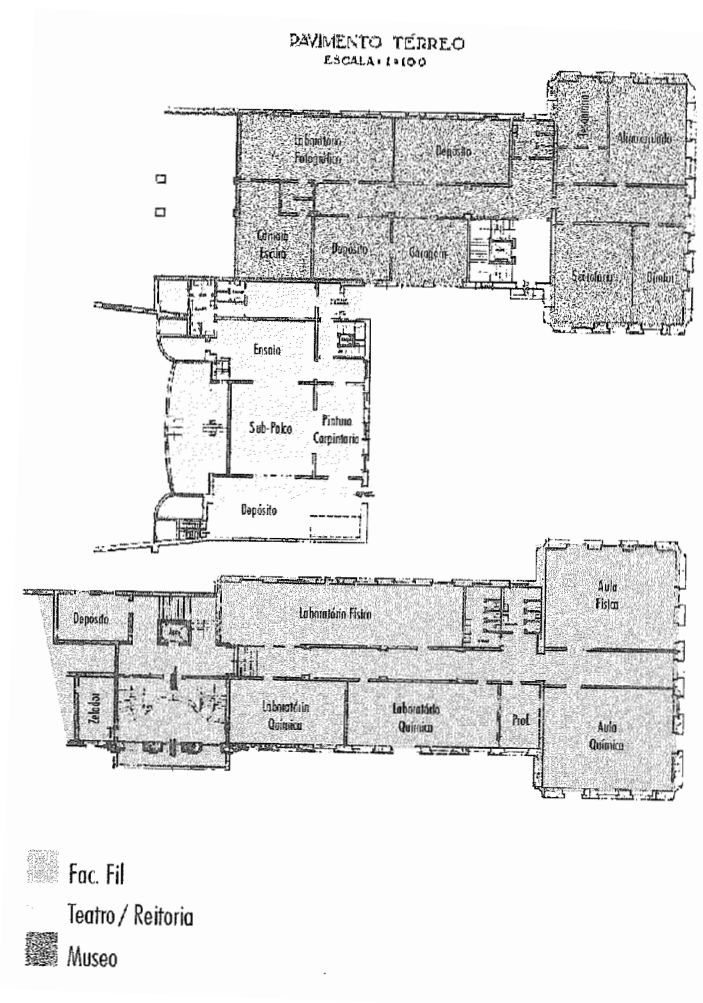 PAVIMENTO TÉRREO
ESCALA: 1:100
Laboratório
Fotográfico
Depósito
Almoxarifado
Câmara
Escura
Depósito
Garagem
Secretaria
Diretor
Ensaio
Sub-Palco
Pintura
Carpintaria
Depósito
Aula
Física
Laboratório Física
Depósito
Zelador
Laboratório
Química
Laboratório
Química
Prof.
Aula
Química
Fac. Fil
Teatro / Reitoria
Museo